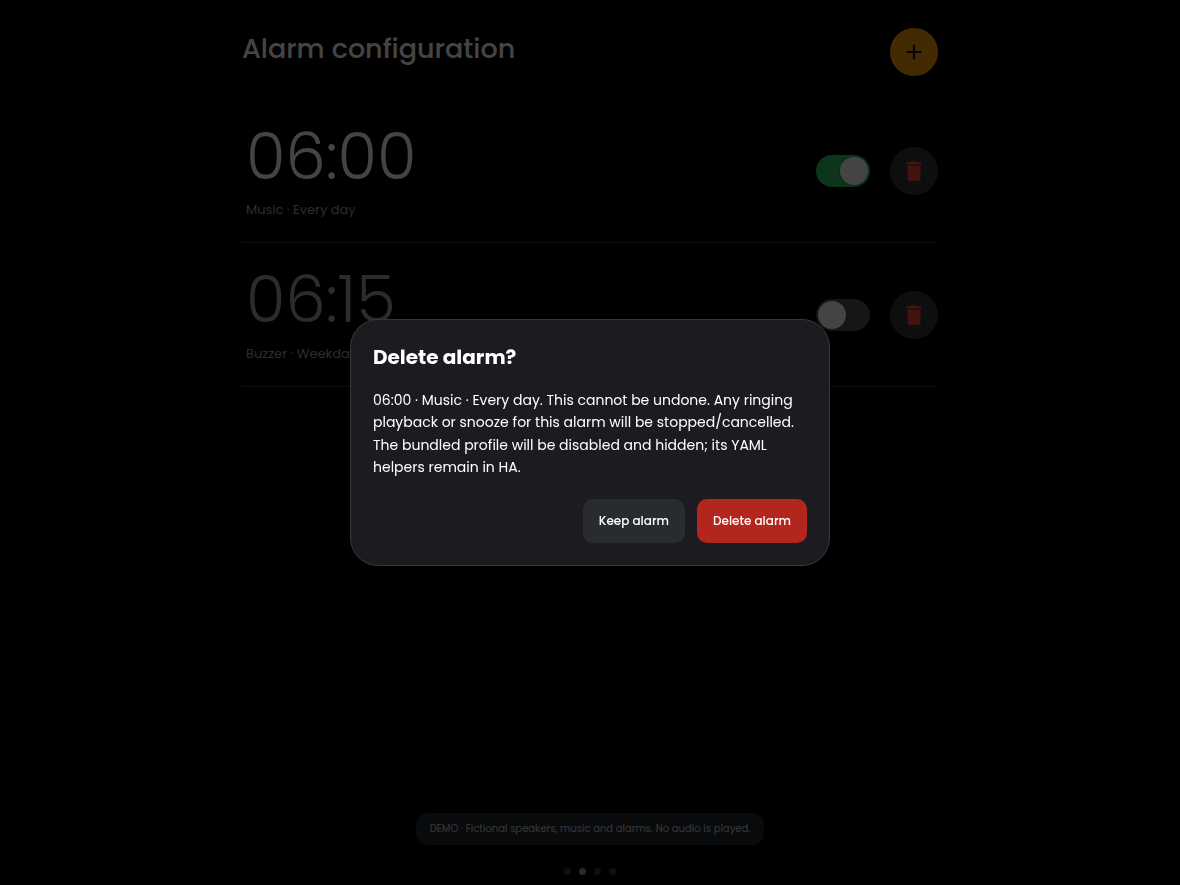 Alarm configuration
06:00
Music · Every day
06:15
Buzzer · Weekda
Delete alarm?
06:00 · Music · Every day. This cannot be undone. Any ringing
playback or snooze for this alarm will be stopped/cancelled.
The bundled profile will be disabled and hidden; its YAML
helpers remain in HA.
Keep alarm
Delete alarm
DEMO · Fictional speakers, music and alarms. No audio is played.